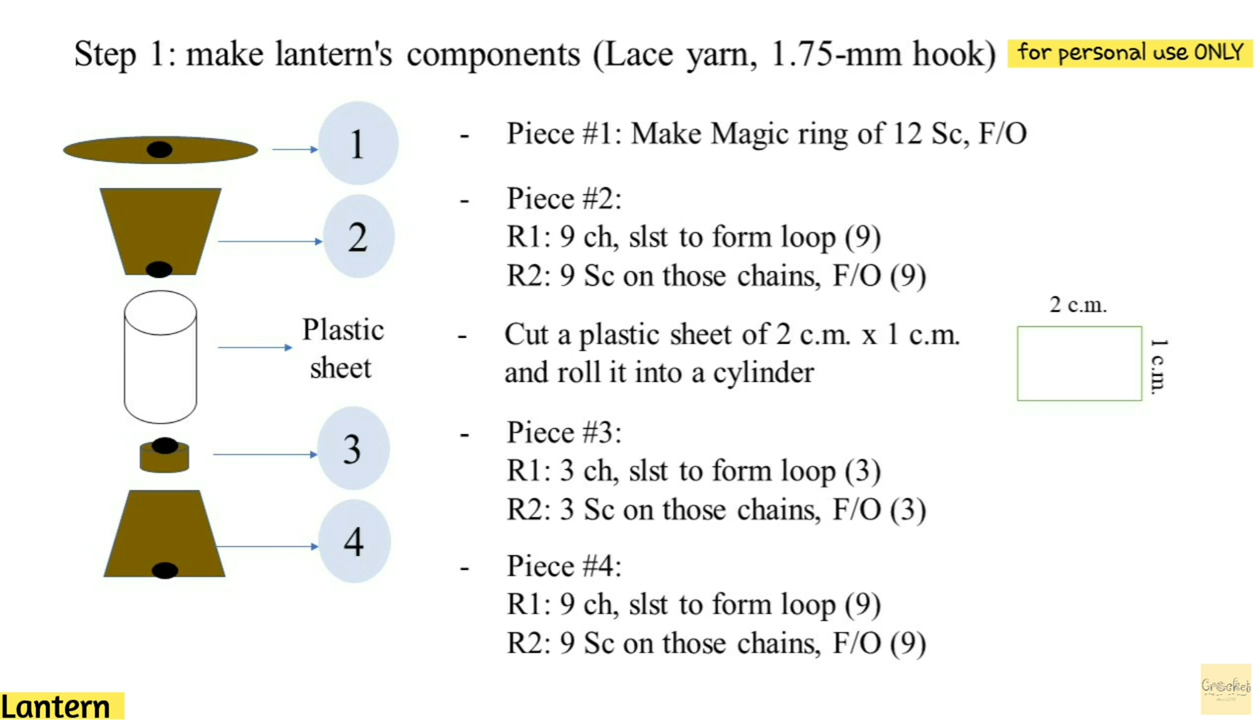 Step 1: make lantern's components (Lace yarn, 1.75-mm hook)
for personal use ONLY
1
- Piece #1: Make Magic ring of 12 Sc, F/O
2
- Piece #2:
R1: 9 ch, slst to form loop (9)
R2: 9 Sc on those chains, F/O (9)
Plastic
sheet
- Cut a plastic sheet of 2 c.m. x 1 c.m.
and roll it into a cylinder
2 c.m.
1 c.m.
3
- Piece #3:
R1: 3 ch, slst to form loop (3)
R2: 3 Sc on those chains, F/O (3)
4
- Piece #4:
R1: 9 ch, slst to form loop (9)
R2: 9 Sc on those chains, F/O (9)
Lantern
Crochet